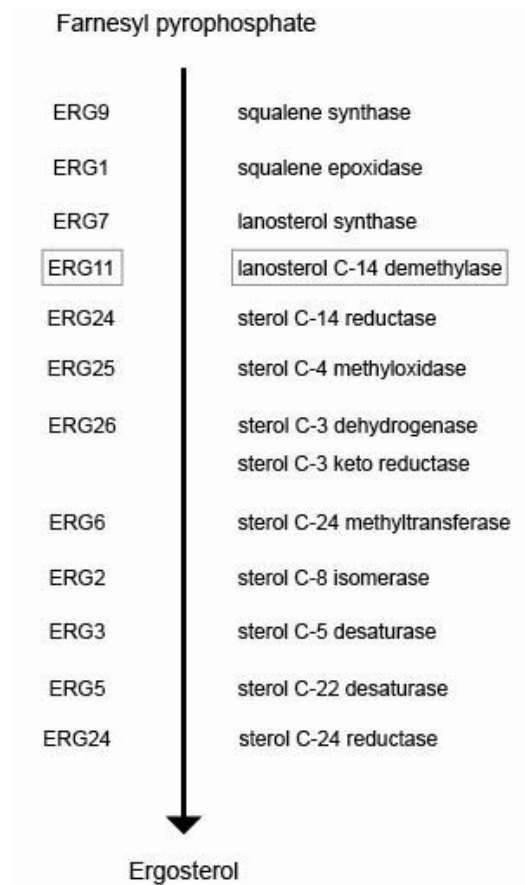 Farnesyl pyrophosphate
ERG9 squalene synthase
ERG1 squalene epoxidase
ERG7 lanosterol synthase
ERG11 lanosterol C-14 demethylase
ERG24 sterol C-14 reductase
ERG25 sterol C-4 methyloxidase
ERG26 sterol C-3 dehydrogenase
sterol C-3 keto reductase
ERG6 sterol C-24 methyltransferase
ERG2 sterol C-8 isomerase
ERG3 sterol C-5 desaturase
ERG5 sterol C-22 desaturase
ERG24 sterol C-24 reductase
Ergosterol